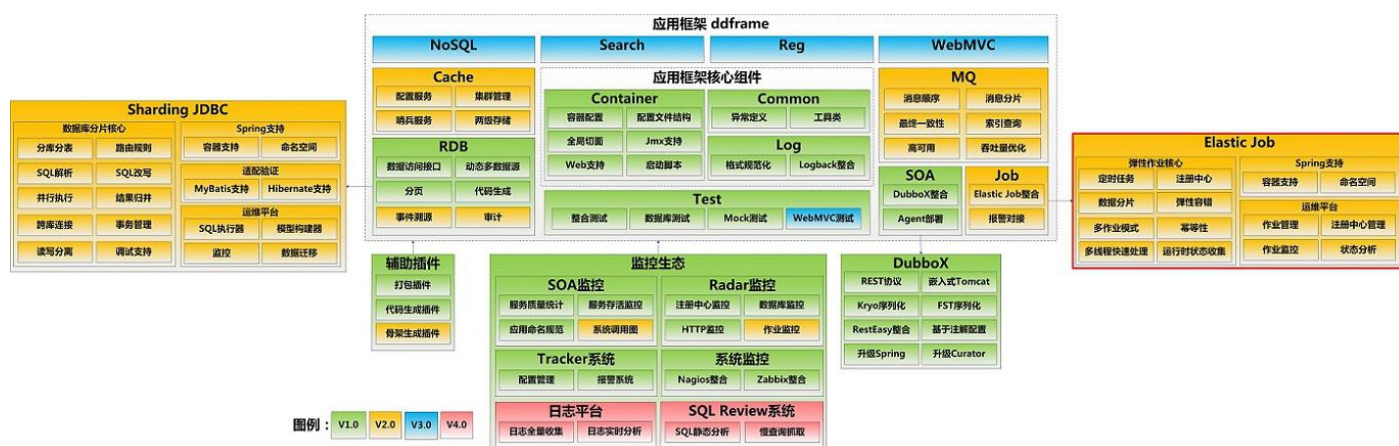 应用框架 ddframe
NoSQL
Search
Reg
WebMVC
Cache
配置服务
集群管理
哨兵服务
两级存储
RDB
数据访问接口
动态多数据源
分页
代码生成
事件溯源
审计
应用框架核心组件
Container
容器配置
配置文件结构
全局切面
Jmx支持
Web支持
启动脚本
Common
异常定义
工具类
Log
格式规范化
Logback整合
Test
整合测试
数据库测试
Mock测试
WebMVC测试
MQ
消息顺序
消息分片
最终一致性
索引查询
高可用
吞吐量优化
SOA
DubboX整合
Agent部署
Job
Elastic Job整合
报警对接
Sharding JDBC
数据库分片核心
分库分表
路由规则
SQL解析
SQL改写
并行执行
结果归并
跨库连接
事务管理
读写分离
调试支持
Spring支持
容器支持
命名空间
适配验证
MyBatis支持
Hibernate支持
运维平台
SQL执行器
模型构建器
监控
数据迁移
Elastic Job
弹性作业核心
定时任务
注册中心
数据分片
弹性容错
多作业模式
幂等性
多线程快速处理
运行时状态收集
Spring支持
容器支持
命名空间
运维平台
作业管理
注册中心管理
作业监控
状态分析
辅助插件
打包插件
代码生成插件
骨架生成插件
监控生态
SOA监控
服务质量统计
服务存活监控
应用命名规范
系统调用图
Radar监控
注册中心监控
数据库监控
HTTP监控
作业监控
Tracker系统
配置管理
报警系统
系统监控
Nagios整合
Zabbix整合
日志平台
日志全量收集
日志实时分析
SQL Review系统
SQL静态分析
慢查询抓取
DubboX
REST协议
嵌入式Tomcat
Kryo序列化
FST序列化
RestEasy整合
基于注解配置
升级Spring
升级Curator
图例：
V1.0
V2.0
V3.0
V4.0